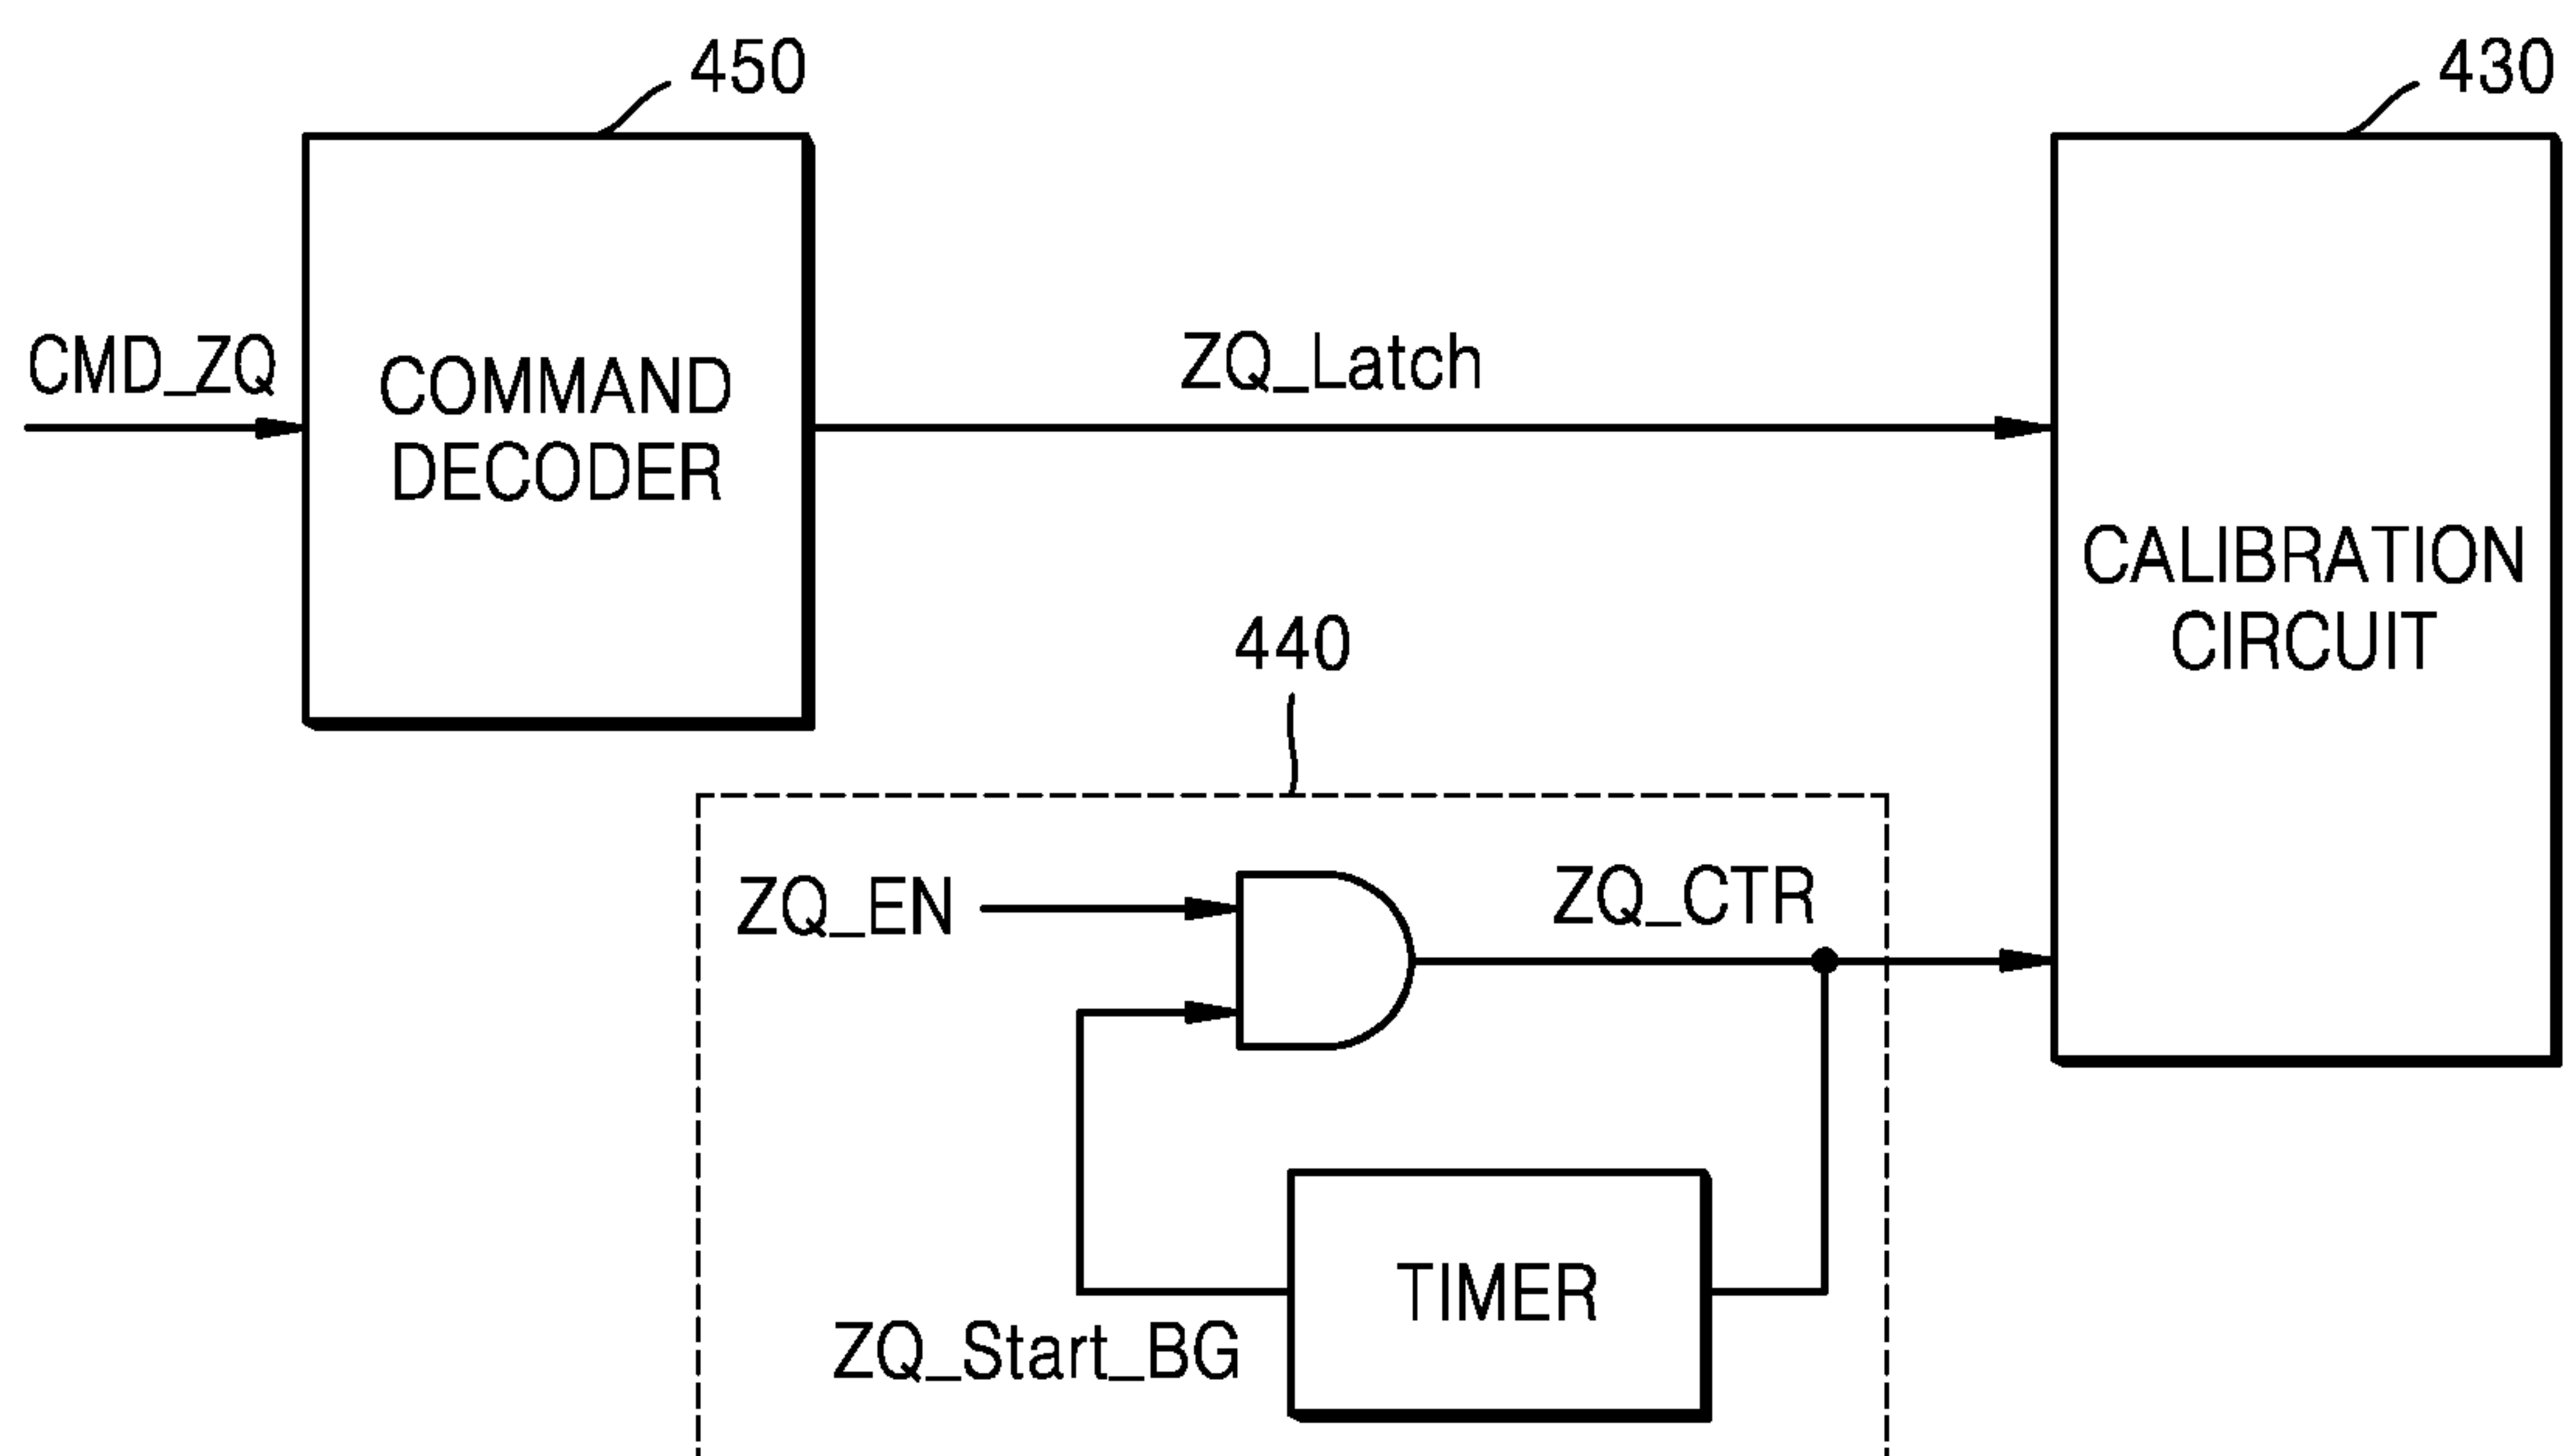 450
430
CMD_ZQ
COMMAND
DECODER
ZQ_Latch
CALIBRATION
CIRCUIT
440
ZQ_EN
ZQ_CTR
TIMER
ZQ_Start_BG